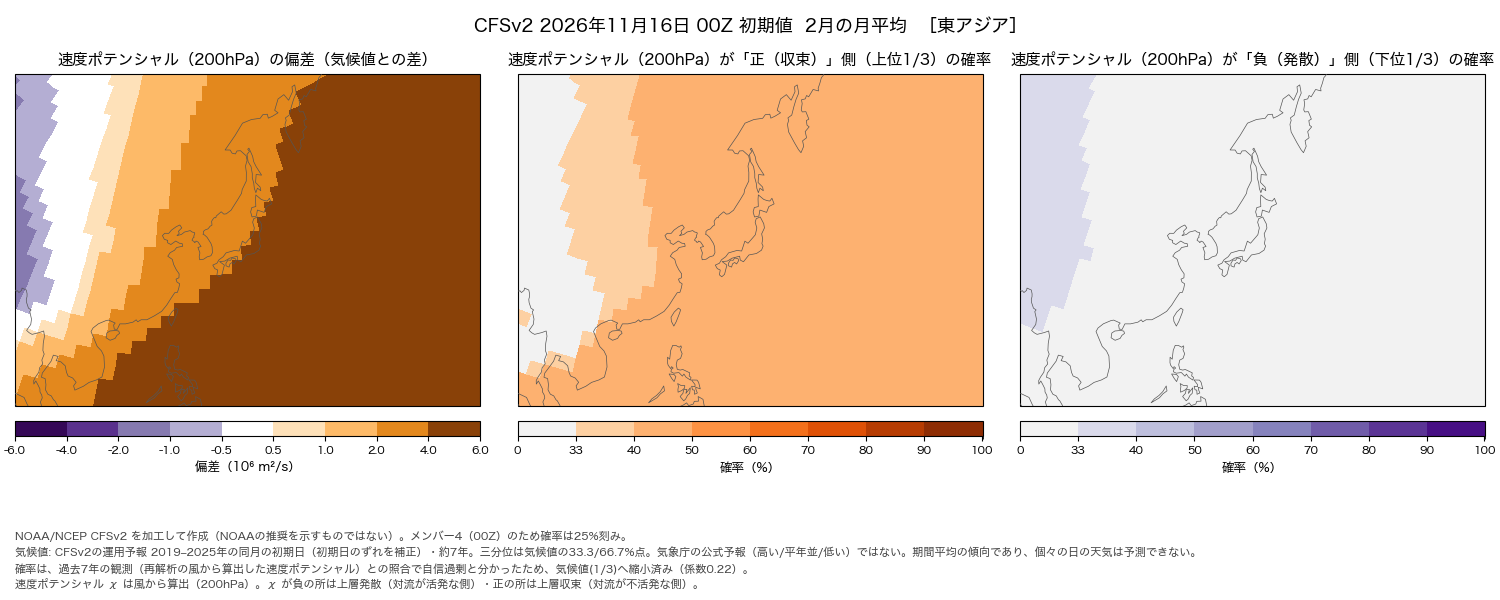 CFSv2 2026年11月16日 00Z 初期値 2月の月平均 ［東アジア］
速度ポテンシャル（200hPa）の偏差（気候値との差）
速度ポテンシャル（200hPa）が「正（収束）」側（上位1/3）の確率
速度ポテンシャル（200hPa）が「負（発散）」側（下位1/3）の確率
-6.0 -4.0 -2.0 -1.0 -0.5 0.5 1.0 2.0 4.0 6.0
偏差（10⁶ m²/s）
0 33 40 50 60 70 80 90 100
確率（%）
0 33 40 50 60 70 80 90 100
確率（%）
NOAA/NCEP CFSv2 を加工して作成（NOAAの推奨を示すものではない）。メンバー4（00Z）のため確率は25%刻み。
気候値: CFSv2の運用予報 2019–2025年の同月の初期日（初期日のずれを補正）・約7年。三分位は気候値の33.3/66.7%点。気象庁の公式予報（高い/平年並/低い）ではない。期間平均の傾向であり、個々の日の天気は予測できない。
確率は、過去7年の観測（再解析の風から算出した速度ポテンシャル）との照合で自信過剰と分かったため、気候値(1/3)へ縮小済み（係数0.22）。
速度ポテンシャル χ は風から算出（200hPa）。χ が負の所は上層発散（対流が活発な側）・正の所は上層収束（対流が不活発な側）。